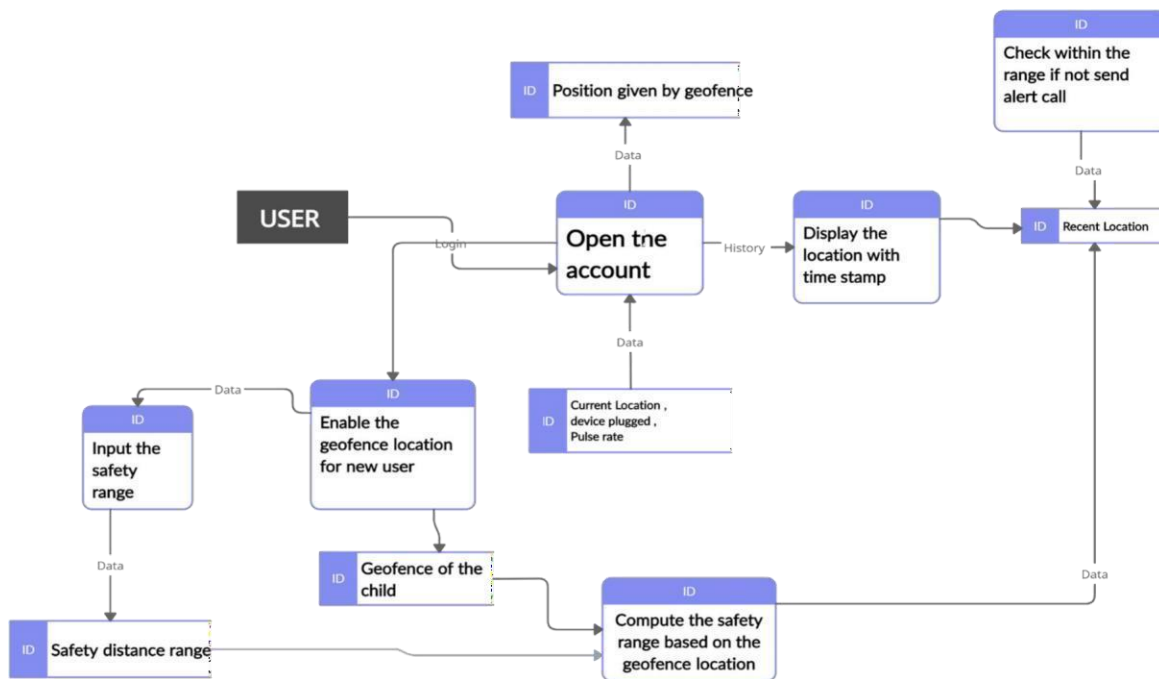 ID
Check within the
range if not send
alert call
ID
Position given by geofence
Data
Data
USER
ID
Open the
account
Login
History
ID
Display the
location with
time stamp
ID
Recent Location
Data
ID
Current Location ,
device plugged ,
Pulse rate
Data
ID
Input the
safety
range
ID
Enable the
geofence location
for new user
Data
ID
Geofence of the
child
Data
ID
Compute the safety
range based on the
geofence location
ID
Safety distance range